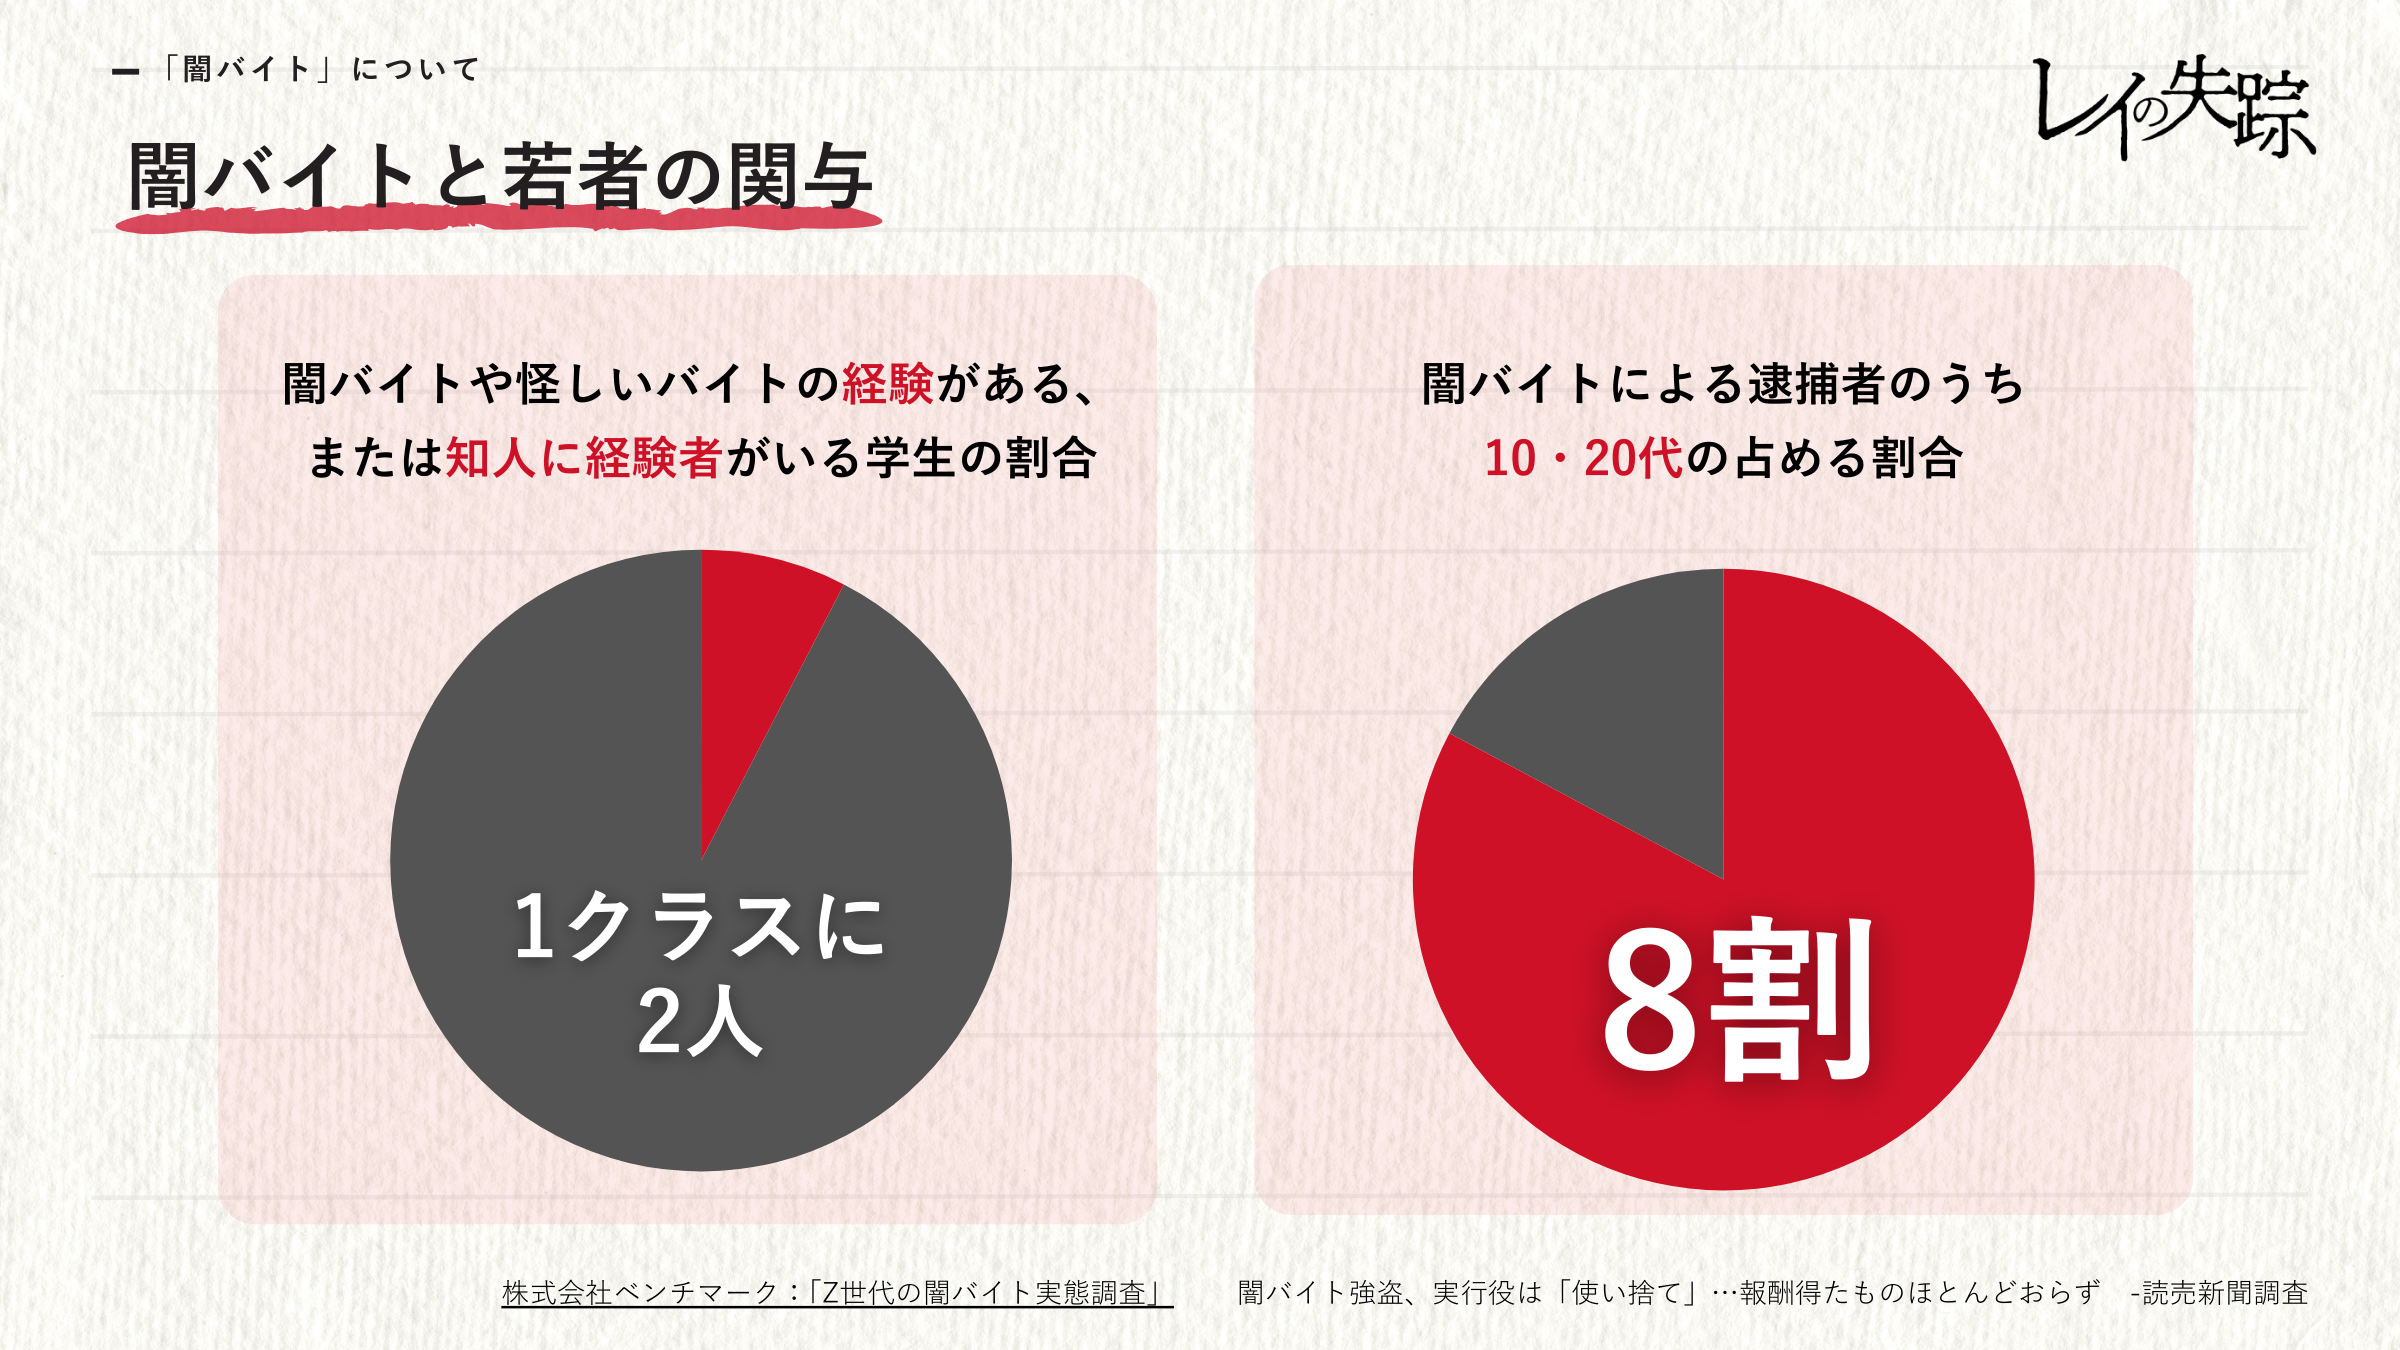 「闇バイト」について
レイの失踪
闇バイトと若者の関与
闇バイトや怪しいバイトの経験がある、
または知人に経験者がいる学生の割合
1クラスに
2人
闇バイトによる逮捕者のうち
10・20代の占める割合
8割
株式会社ベンチマーク：「Z世代の闇バイト実態調査」
闇バイト強盗、実行役は「使い捨て」…報酬得たものほとんどおらず　-読売新聞調査